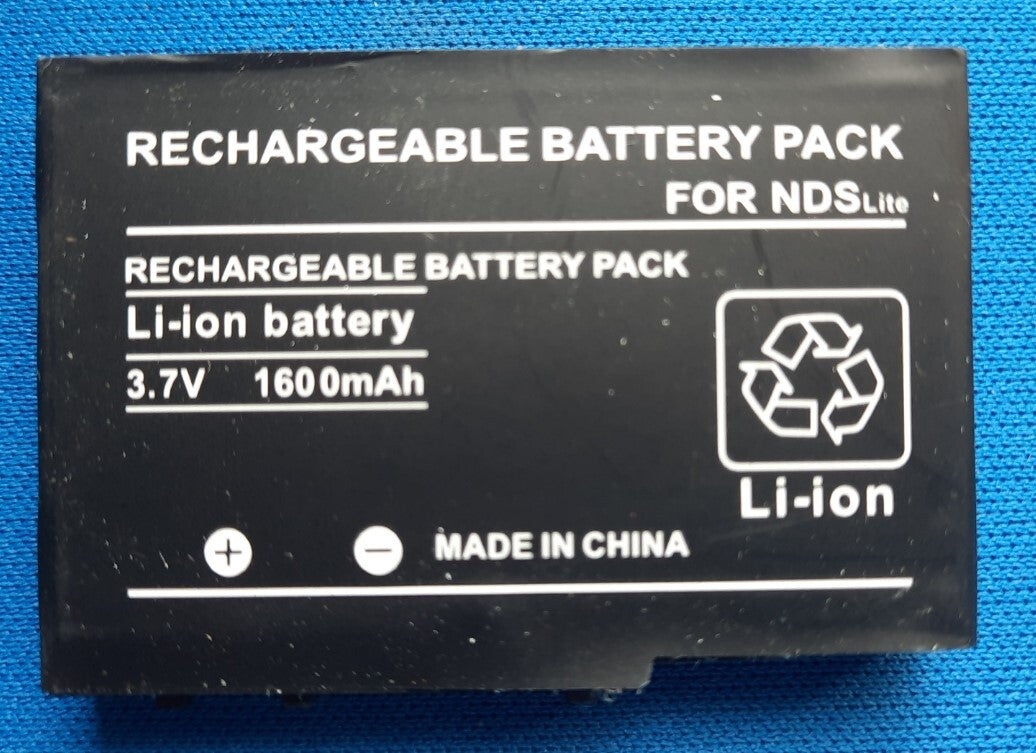 RECHARGEABLE BATTERY PACK
FOR NDSLite
RECHARGEABLE BATTERY PACK
Li-ion battery
3.7V 1600mAh
Li-ion
+ − MADE IN CHINA